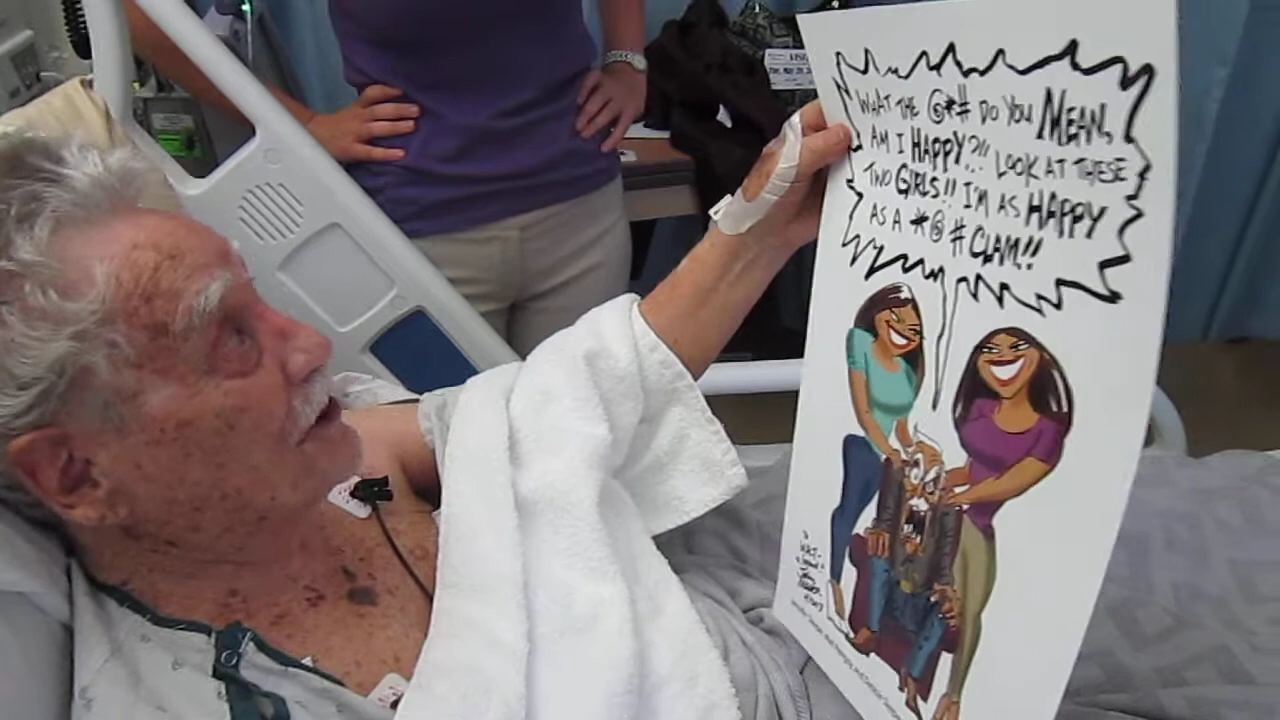 WHAT THE @*# DO YOU MEAN,
AM I HAPPY?!! LOOK AT THESE
TWO GIRLS!! I'M AS HAPPY
AS A *@# CLAM!!